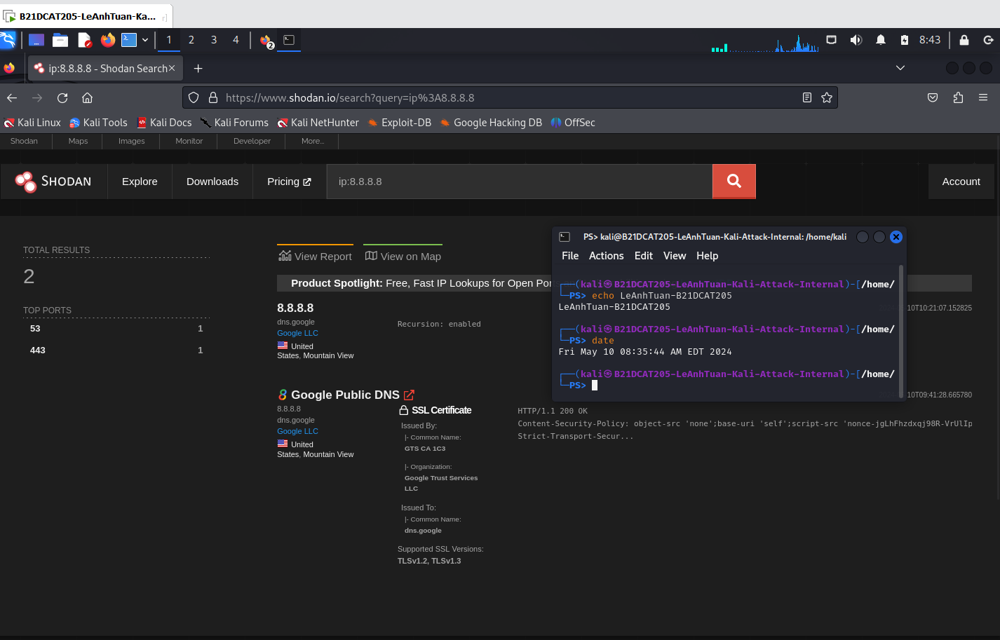 B21DCAT205-LeAnhTuan-Ka...
1 2 3 4
2
8:43
ip:8.8.8.8 - Shodan Search
https://www.shodan.io/search?query=ip%3A8.8.8.8
Kali Linux Kali Tools Kali Docs Kali Forums Kali NetHunter Exploit-DB Google Hacking DB OffSec
Shodan Maps Images Monitor Developer More...
SHODAN Explore Downloads Pricing ip:8.8.8.8 Account
TOTAL RESULTS
2
TOP PORTS
53 1
443 1
View Report View on Map
Product Spotlight: Free, Fast IP Lookups for Open Por
8.8.8.8
dns.google
Google LLC
United
States, Mountain View
Recursion: enabled
10T10:21:07.152825
Google Public DNS
8.8.8.8
dns.google
Google LLC
United
States, Mountain View
SSL Certificate
Issued By:
|- Common Name:
GTS CA 1C3
|- Organization:
Google Trust Services
LLC
Issued To:
|- Common Name:
dns.google
Supported SSL Versions:
TLSv1.2, TLSv1.3
10T09:41:28.665780
HTTP/1.1 200 OK
Content-Security-Policy: object-src 'none';base-uri 'self';script-src 'nonce-jgLhFhzdxqj98R-VrUlIp
Strict-Transport-Secur...
PS> kali@B21DCAT205-LeAnhTuan-Kali-Attack-Internal: /home/kali
File Actions Edit View Help
┌──(kali㉿B21DCAT205-LeAnhTuan-Kali-Attack-Internal)-[/home/
└─PS> echo LeAnhTuan-B21DCAT205
LeAnhTuan-B21DCAT205
┌──(kali㉿B21DCAT205-LeAnhTuan-Kali-Attack-Internal)-[/home/
└─PS> date
Fri May 10 08:35:44 AM EDT 2024
┌──(kali㉿B21DCAT205-LeAnhTuan-Kali-Attack-Internal)-[/home/
└─PS>